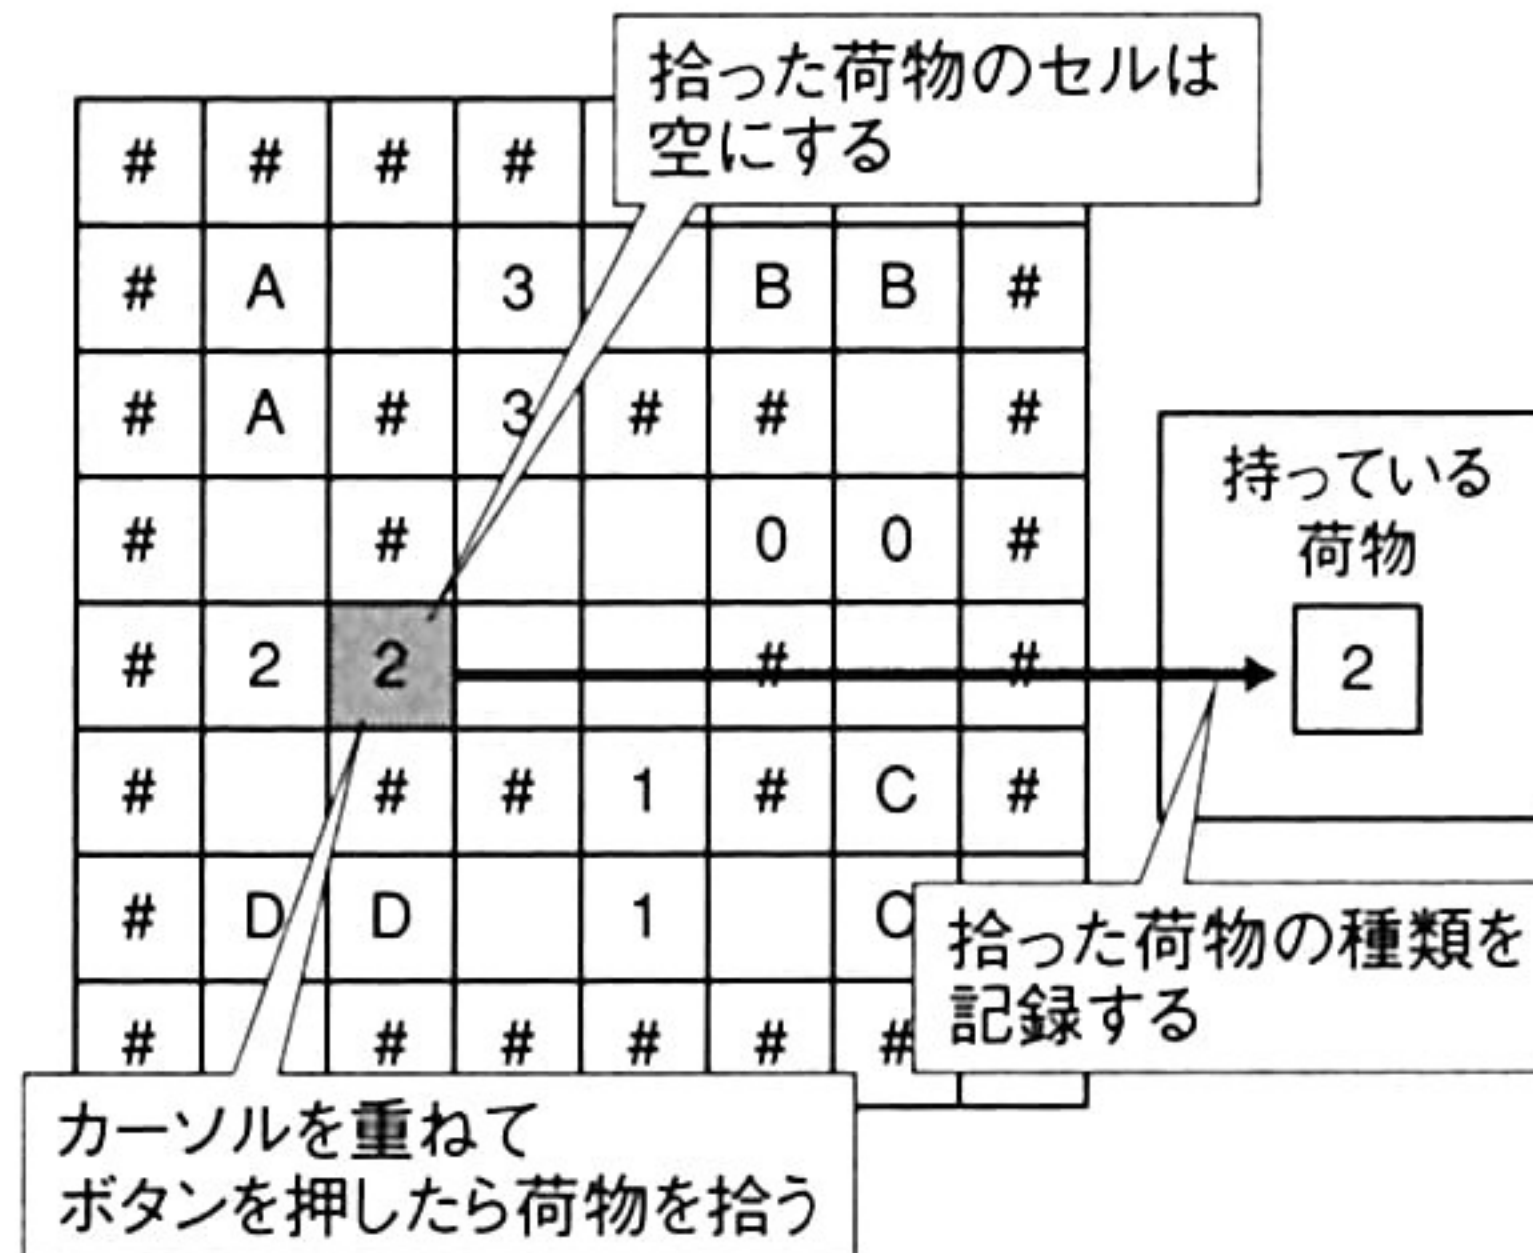 拾った荷物のセルは
空にする
# # # #
# A 3 B B #
# A # 3 # # #
# # 0 0 #
# 2 2 # #
# # # 1 # C #
# D D 1 C
# # # # # #
持っている
荷物
2
拾った荷物の種類を
記録する
カーソルを重ねて
ボタンを押したら荷物を拾う